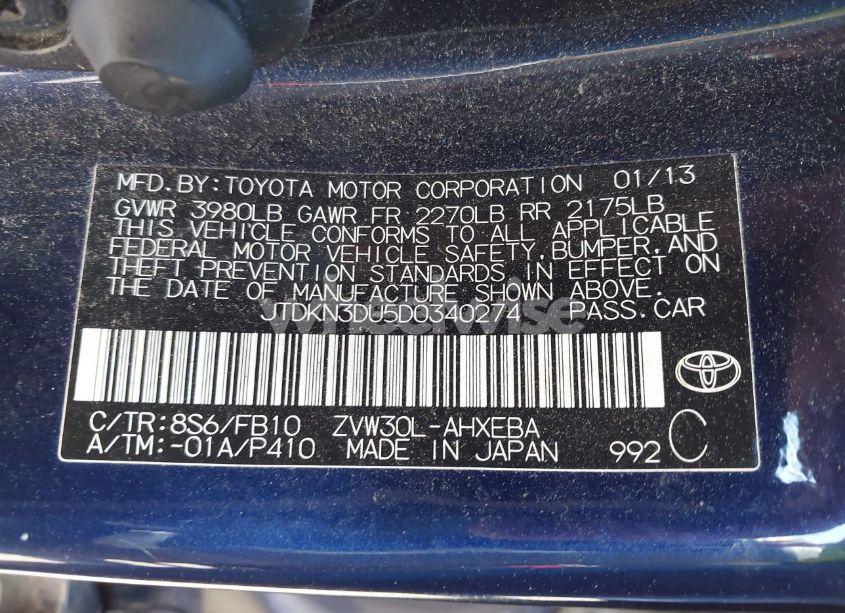 MFD.BY:TOYOTA MOTOR CORPORATION 01/13
GVWR 3980LB GAWR FR 2270LB RR 2175LB
THIS VEHICLE CONFORMS TO ALL APPLICABLE
FEDERAL MOTOR VEHICLE SAFETY,BUMPER,AND
THEFT PREVENTION STANDARDS IN EFFECT ON
THE DATE OF MANUFACTURE SHOWN ABOVE.
JTDKN3DU5D0340274 PASS.CAR
wheelwise
C/TR:8S6/FB10 ZVW30L-AHXEBA
A/TM:-01A/P410 MADE IN JAPAN 992 C